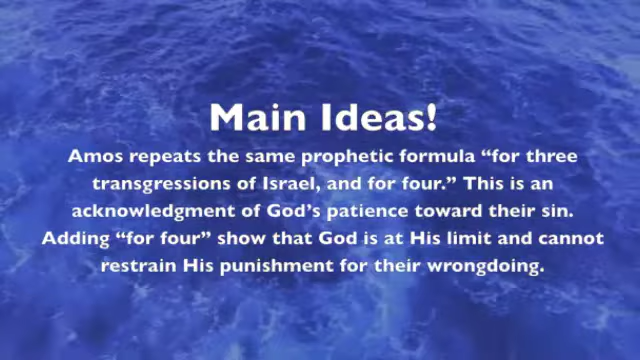 Main Ideas!
Amos repeats the same prophetic formula “for three
transgressions of Israel, and for four.” This is an
acknowledgment of God’s patience toward their sin.
Adding “for four” show that God is at His limit and cannot
restrain His punishment for their wrongdoing.